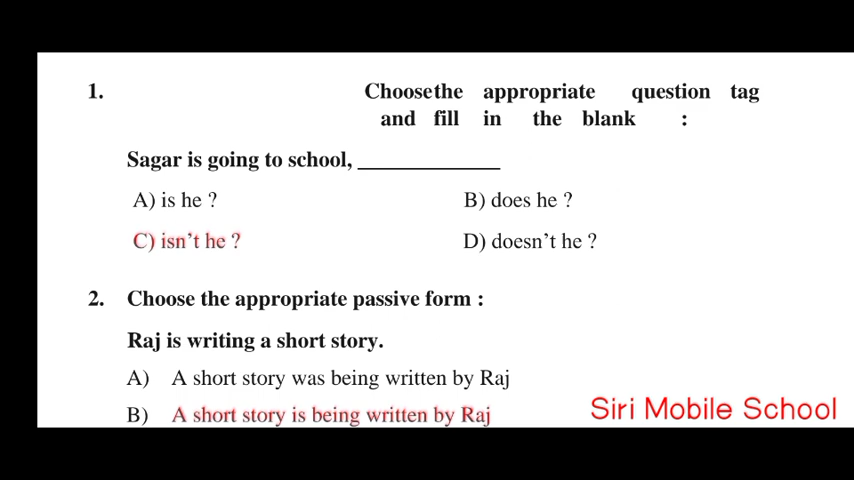 1. Choosethe appropriate question tag
and fill in the blank :
Sagar is going to school, ____________
A) is he ? B) does he ?
C) isn't he ? D) doesn't he ?
2. Choose the appropriate passive form :
Raj is writing a short story.
A) A short story was being written by Raj
B) A short story is being written by Raj
Siri Mobile School